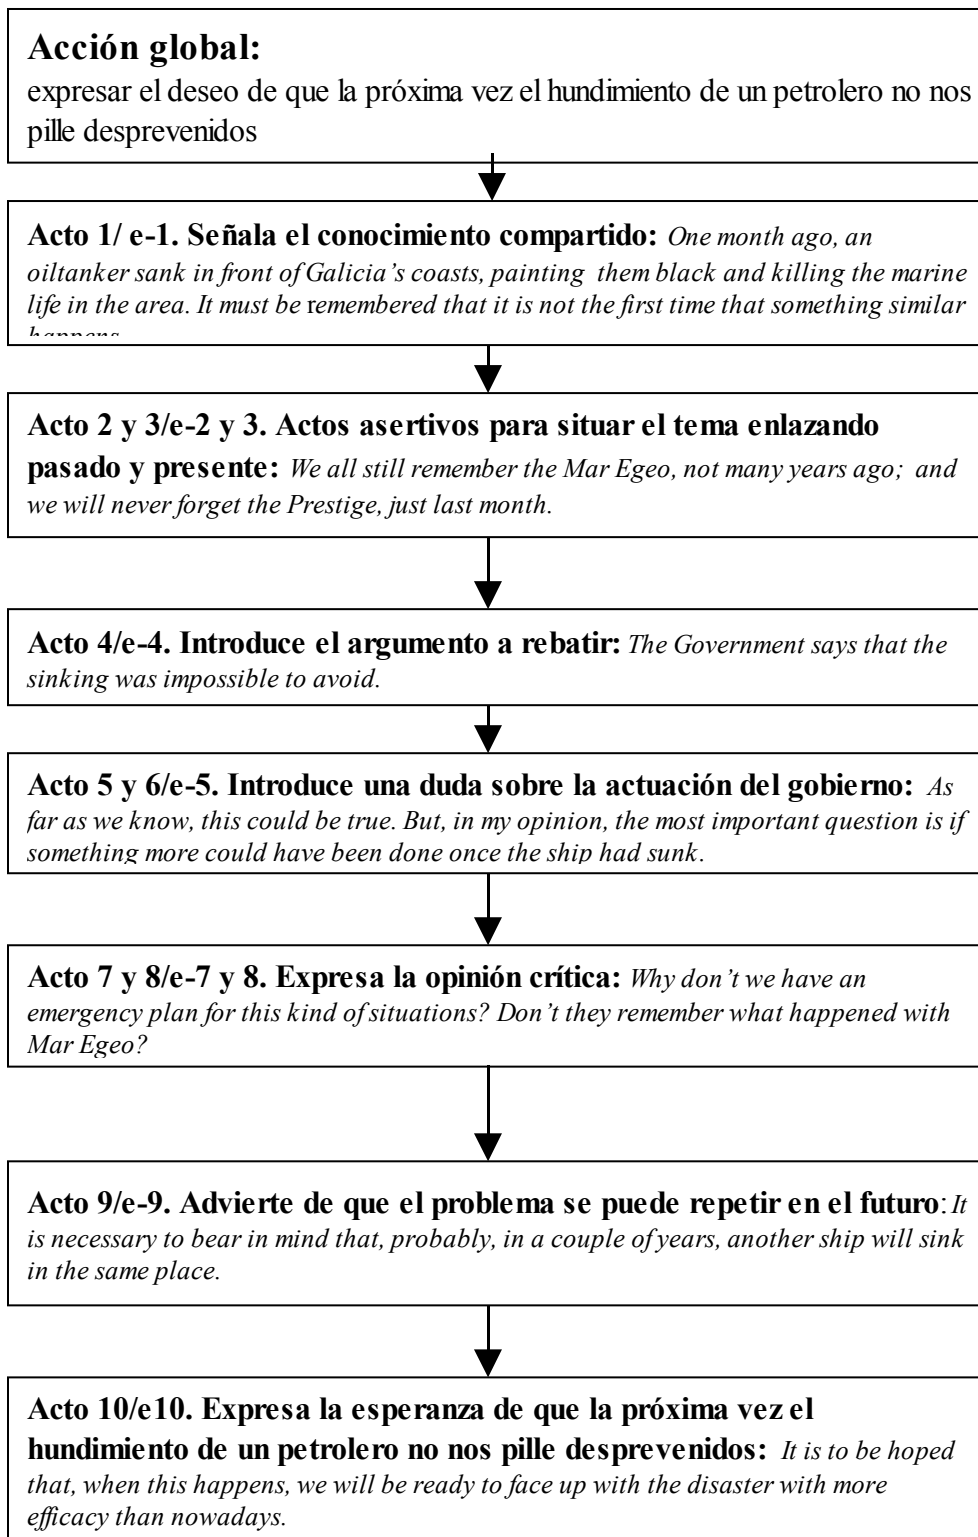 Acción global:
expresar el deseo de que la próxima vez el hundimiento de un petrolero no nos
pille desprevenidos
Acto 1/ e-1. Señala el conocimiento compartido: One month ago, an
oiltanker sank in front of Galicia's coasts, painting them black and killing the marine
life in the area. It must be remembered that it is not the first time that something similar
happens
Acto 2 y 3/e-2 y 3. Actos asertivos para situar el tema enlazando
pasado y presente: We all still remember the Mar Egeo, not many years ago; and
we will never forget the Prestige, just last month.
Acto 4/e-4. Introduce el argumento a rebatir: The Government says that the
sinking was impossible to avoid.
Acto 5 y 6/e-5. Introduce una duda sobre la actuación del gobierno: As
far as we know, this could be true. But, in my opinion, the most important question is if
something more could have been done once the ship had sunk.
Acto 7 y 8/e-7 y 8. Expresa la opinión crítica: Why don't we have an
emergency plan for this kind of situations? Don't they remember what happened with
Mar Egeo?
Acto 9/e-9. Advierte de que el problema se puede repetir en el futuro: It
is necessary to bear in mind that, probably, in a couple of years, another ship will sink
in the same place.
Acto 10/e10. Expresa la esperanza de que la próxima vez el
hundimiento de un petrolero no nos pille desprevenidos: It is to be hoped
that, when this happens, we will be ready to face up with the disaster with more
efficacy than nowadays.